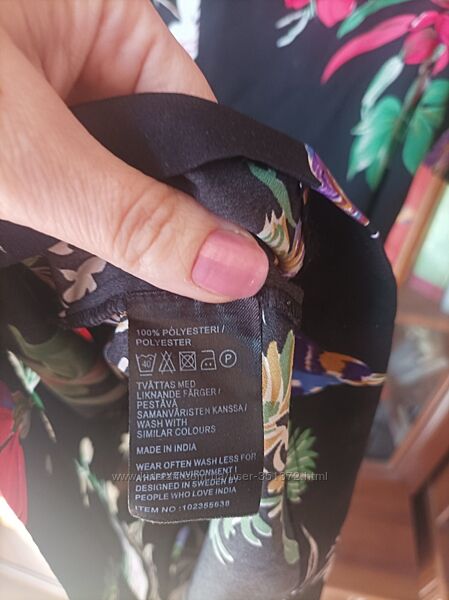 100% POLYESTERI /
POLYESTER
40 P
TVÄTTAS MED
LIKNANDE FÄRGER /
PESTÄVÄ
SAMANVÄRISTEN KANSSA /
WASH WITH
SIMILAR COLOURS
MADE IN INDIA
WEAR OFTEN WASH LESS FOR
A HAPPY ENVIRONMENT !
DESIGNED IN SWEDEN BY
PEOPLE WHO LOVE INDIA
ITEM NO : 102355638